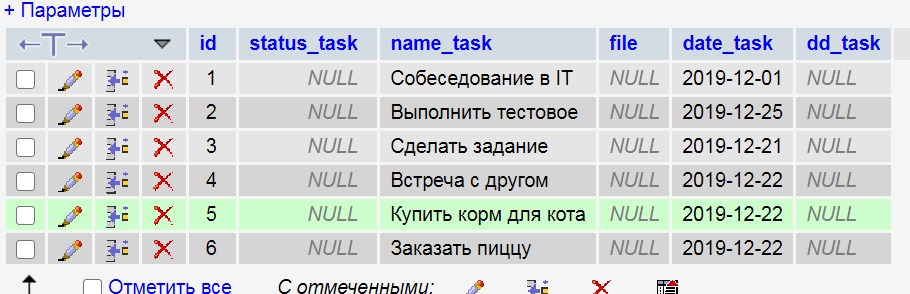 + Параметры
←T→ id status_task name_task file date_task dd_task
1 NULL Собеседование в IT NULL 2019-12-01 NULL
2 NULL Выполнить тестовое NULL 2019-12-25 NULL
3 NULL Сделать задание NULL 2019-12-21 NULL
4 NULL Встреча с другом NULL 2019-12-22 NULL
5 NULL Купить корм для кота NULL 2019-12-22 NULL
6 NULL Заказать пиццу NULL 2019-12-22 NULL
↑ Отметить все С отмеченными: